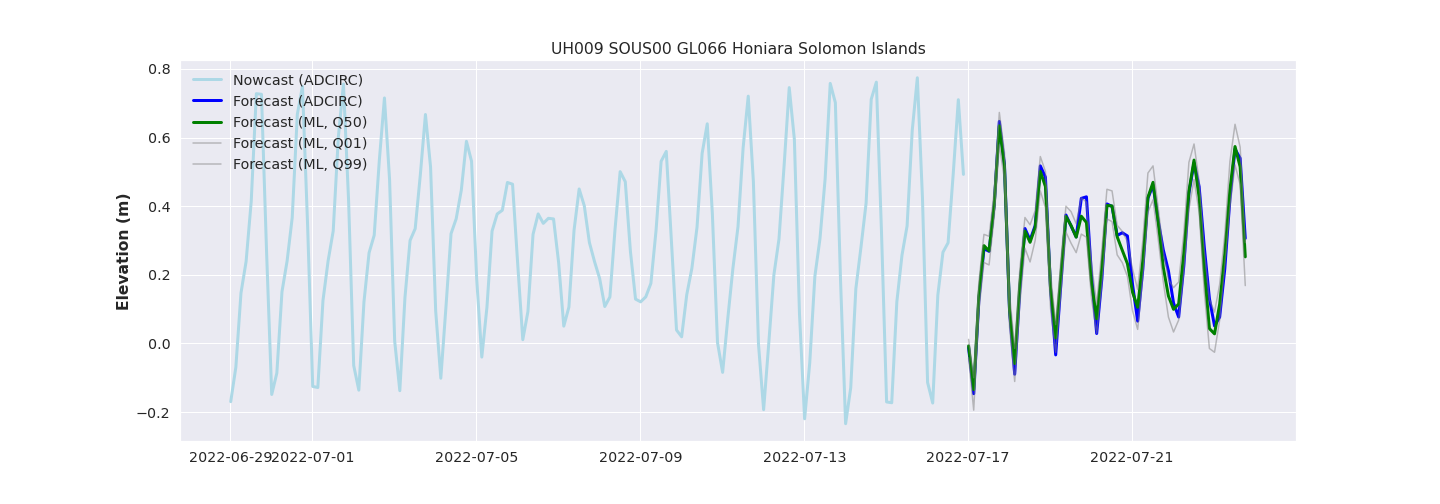 UH009 SOUS00 GL066 Honiara Solomon Islands
Elevation (m)
0.8
0.6
0.4
0.2
0.0
−0.2
Nowcast (ADCIRC)
Forecast (ADCIRC)
Forecast (ML, Q50)
Forecast (ML, Q01)
Forecast (ML, Q99)
2022-06-29 2022-07-01 2022-07-05 2022-07-09 2022-07-13 2022-07-17 2022-07-21